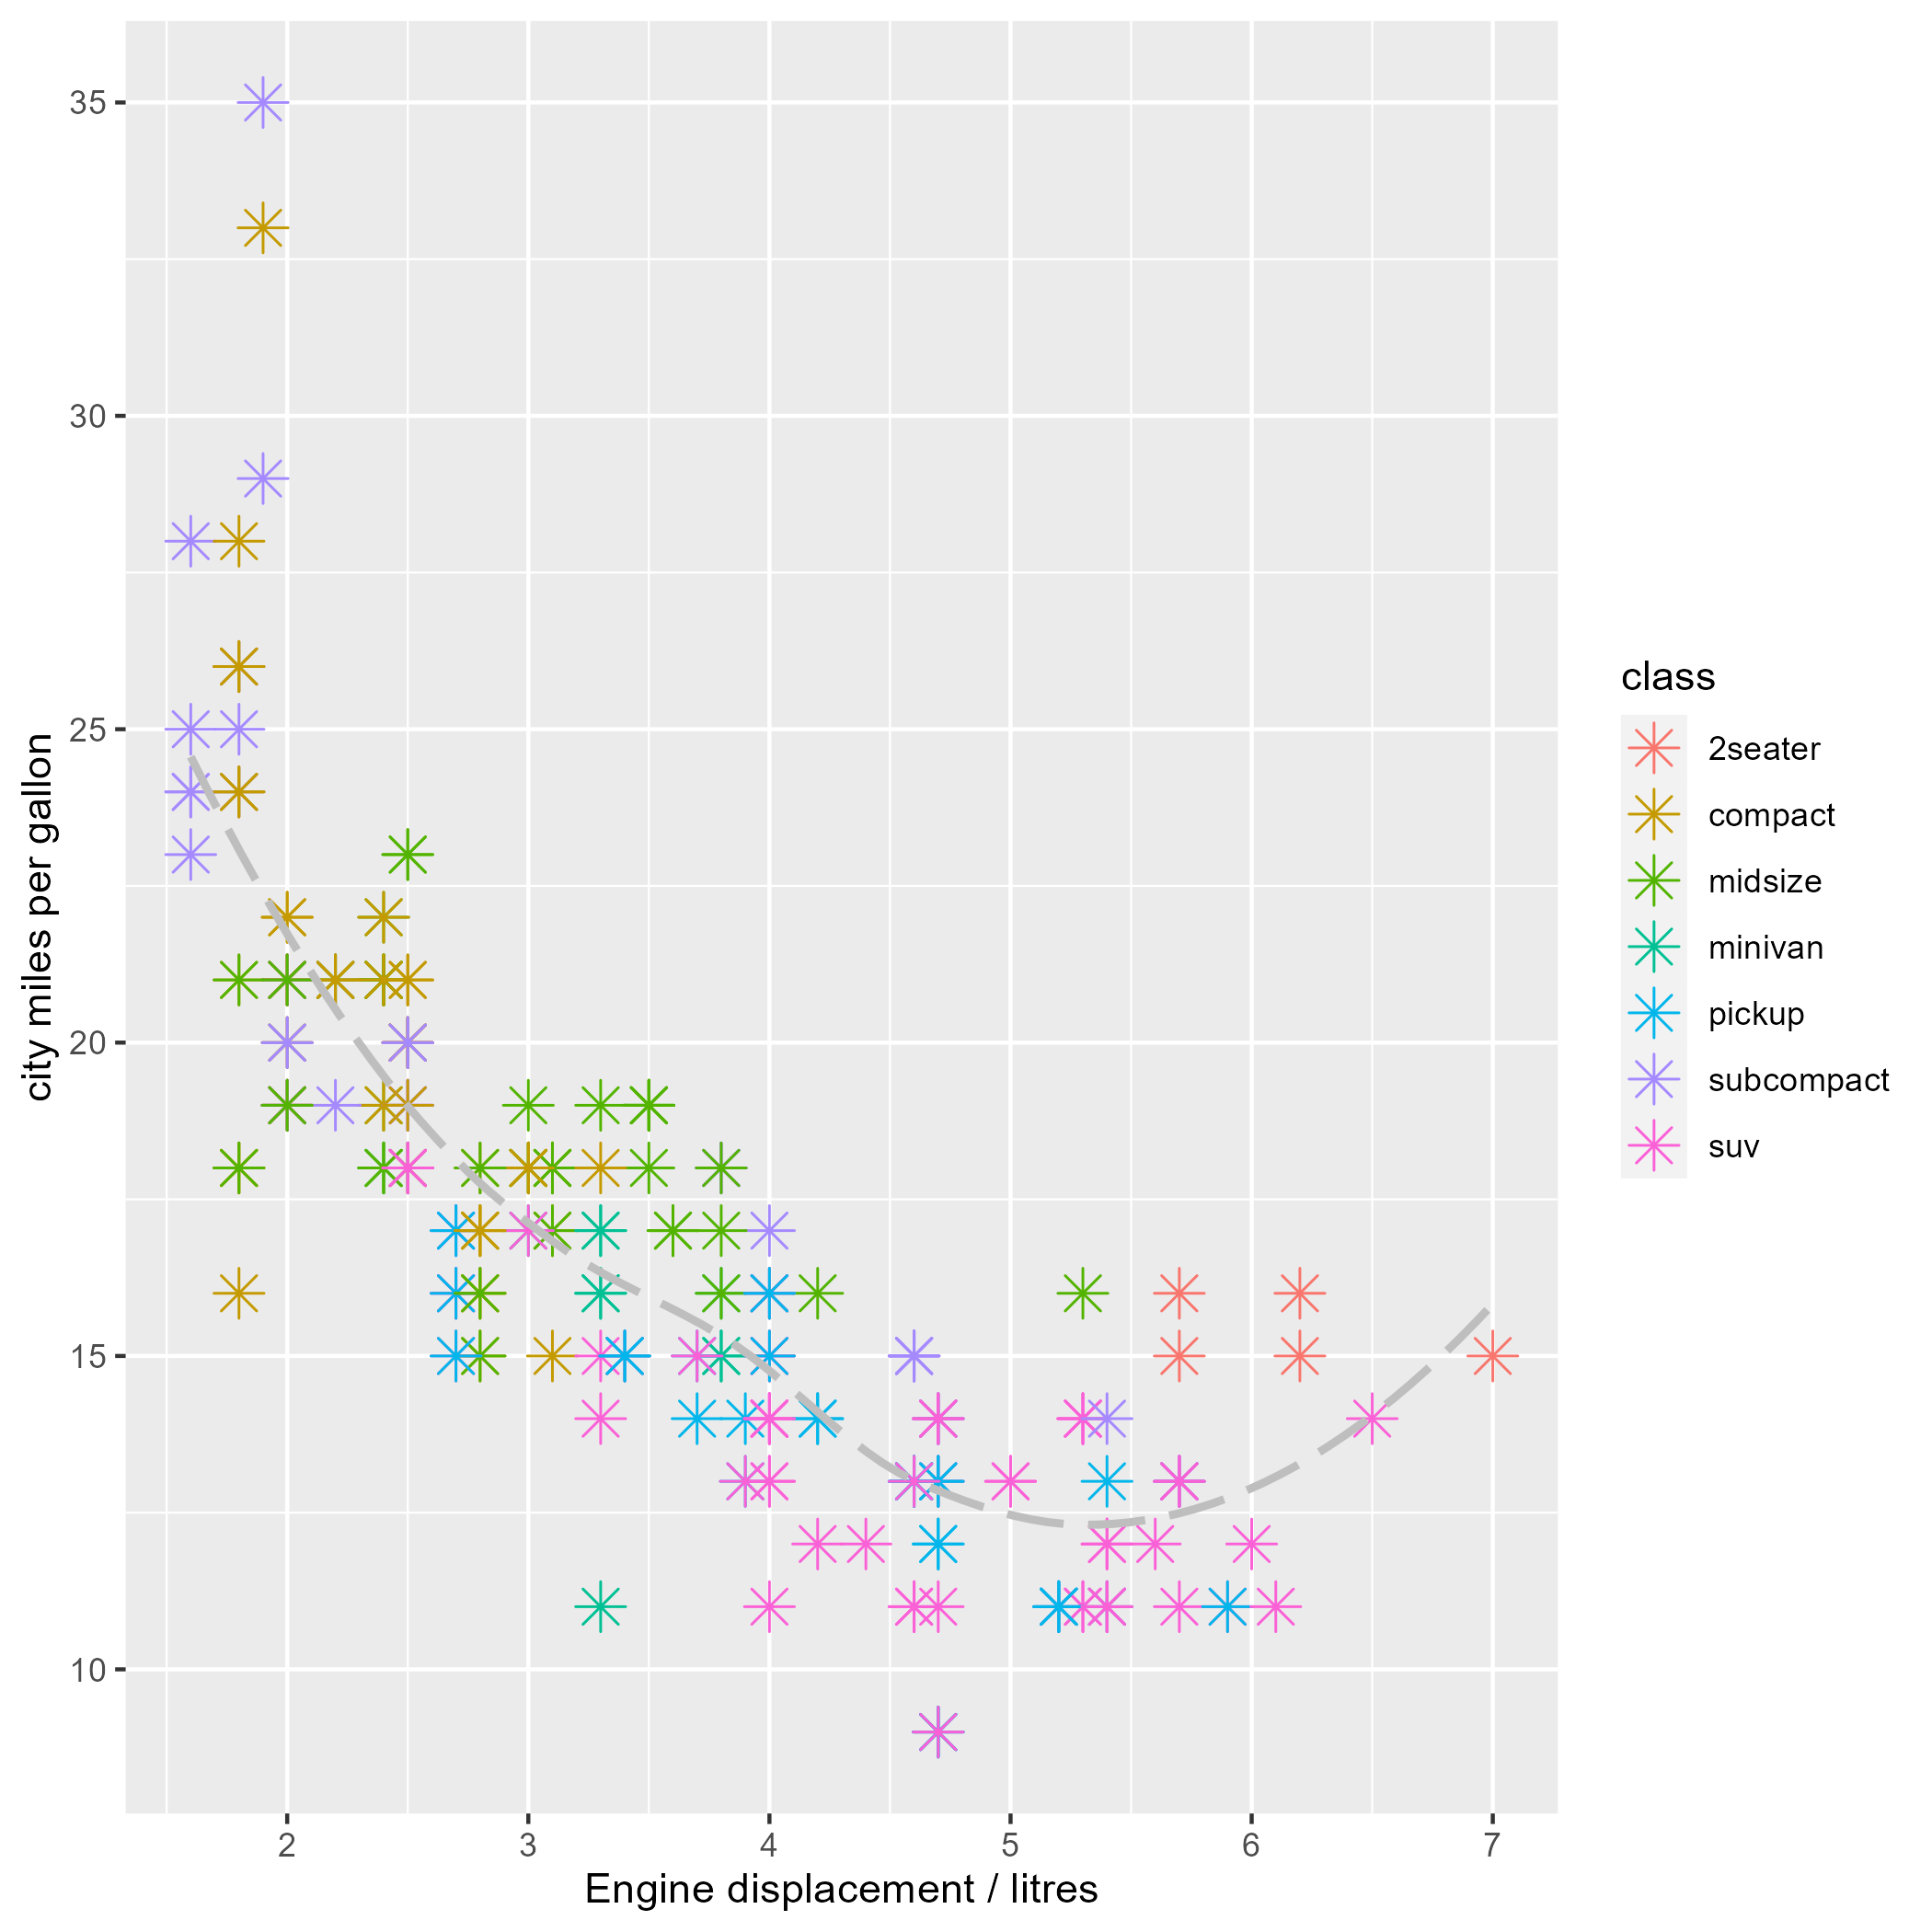 35
30
25
20
15
10
city miles per gallon
2 3 4 5 6 7
Engine displacement / litres
class
2seater
compact
midsize
minivan
pickup
subcompact
suv